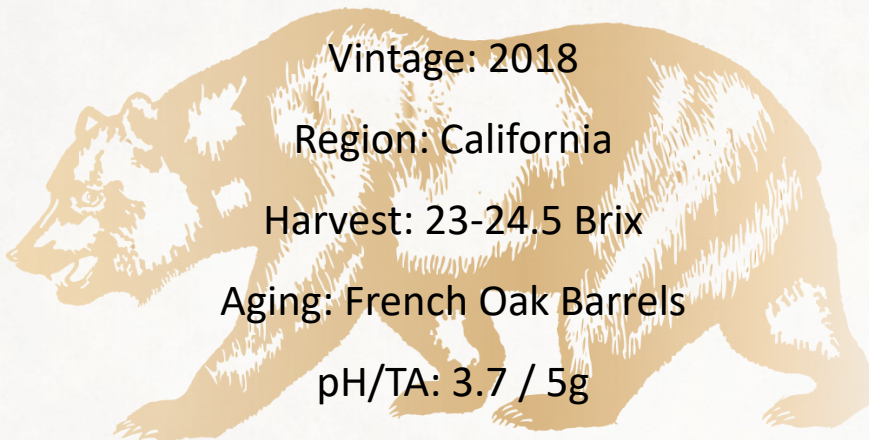 Vintage: 2018
Region: California
Harvest: 23-24.5 Brix
Aging: French Oak Barrels
pH/TA: 3.7 / 5g